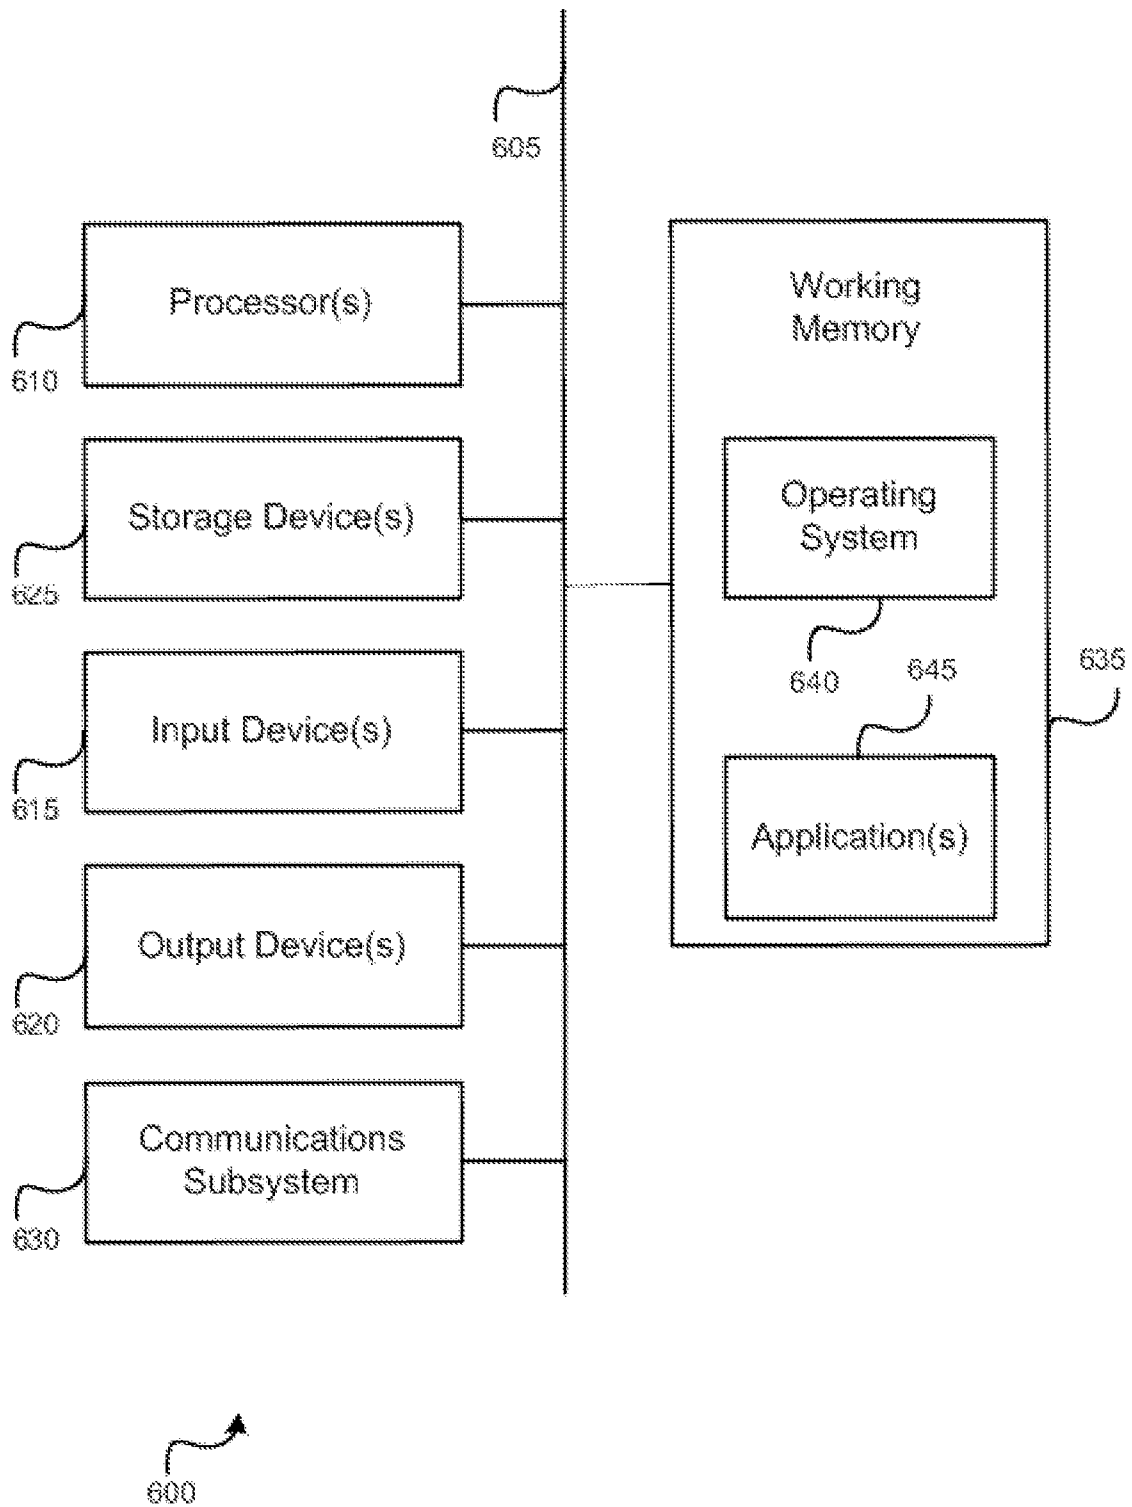 605
Processor(s)
610
Storage Device(s)
625
Input Device(s)
615
Output Device(s)
620
Communications
Subsystem
630
Working
Memory
Operating
System
640
645
635
Application(s)
600